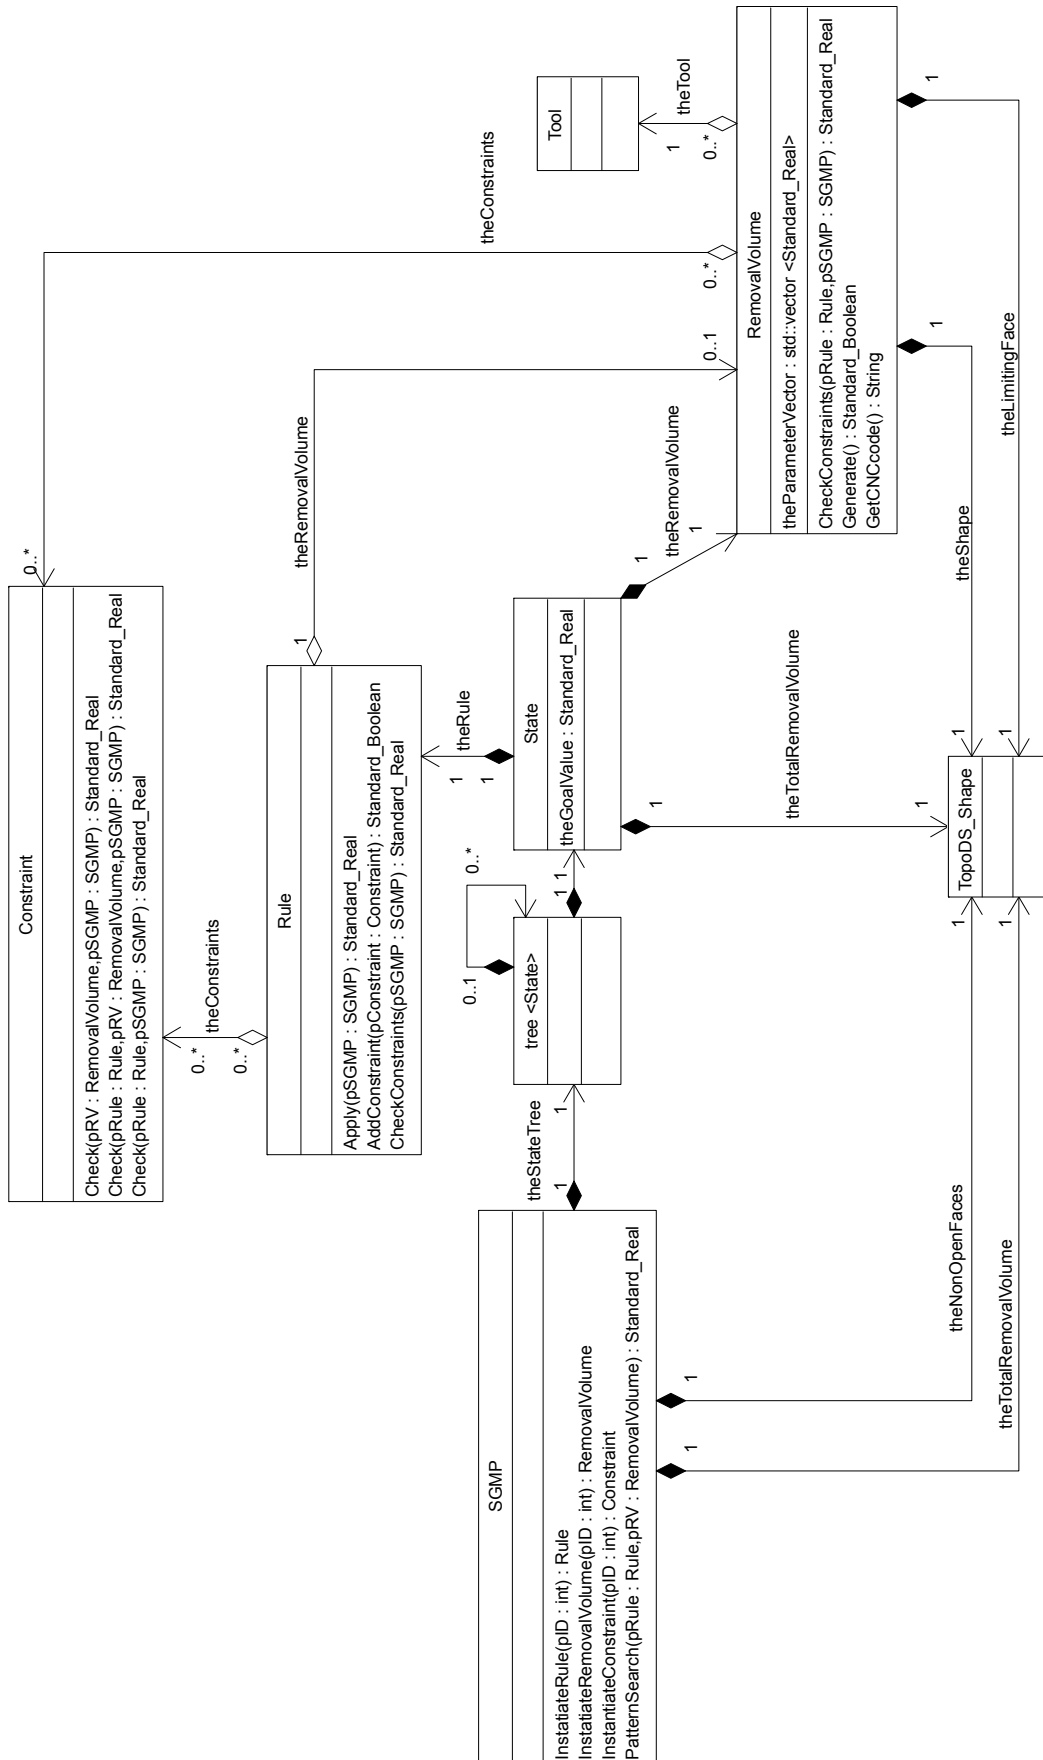 Constraint
Check(pRV : RemovalVolume,pSGMP : SGMP) : Standard_Real
Check(pRule : Rule,pRV : RemovalVolume,pSGMP : SGMP) : Standard_Real
Check(pRule : Rule,pSGMP : SGMP) : Standard_Real
0..*
theConstraints
0..*
0..*
theConstraints
0..*
Rule
Apply(pSGMP : SGMP) : Standard_Real
AddConstraint(pConstraint : Constraint) : Standard_Boolean
CheckConstraints(pSGMP) : Standard_Real
1
theRemovalVolume
0..1
theRule
1
1
Tool
theTool
1
0..*
SGMP
InstatiateRule(pID : int) : Rule
InstatiateRemovalVolume(pID : int) : RemovalVolume
InstantiateConstraint(pID : int) : Constraint
PatternSearch(pRule : Rule,pRV : RemovalVolume) : Standard_Real
theStateTree
1
1
tree <State>
0..1
0..*
1
1
State
theGoalValue : Standard_Real
1
theRemovalVolume
1
RemovalVolume
theParameterVector : std::vector <Standard_Real>
CheckConstraints(pRule : Rule,pSGMP : SGMP) : Standard_Real
Generate() : Standard_Boolean
GetCNCcode() : String
1
theTotalRemovalVolume
1
1
theNonOpenFaces
1
1
theTotalRemovalVolume
1
TopoDS_Shape
1
theShape
1
1
theLimitingFace
1